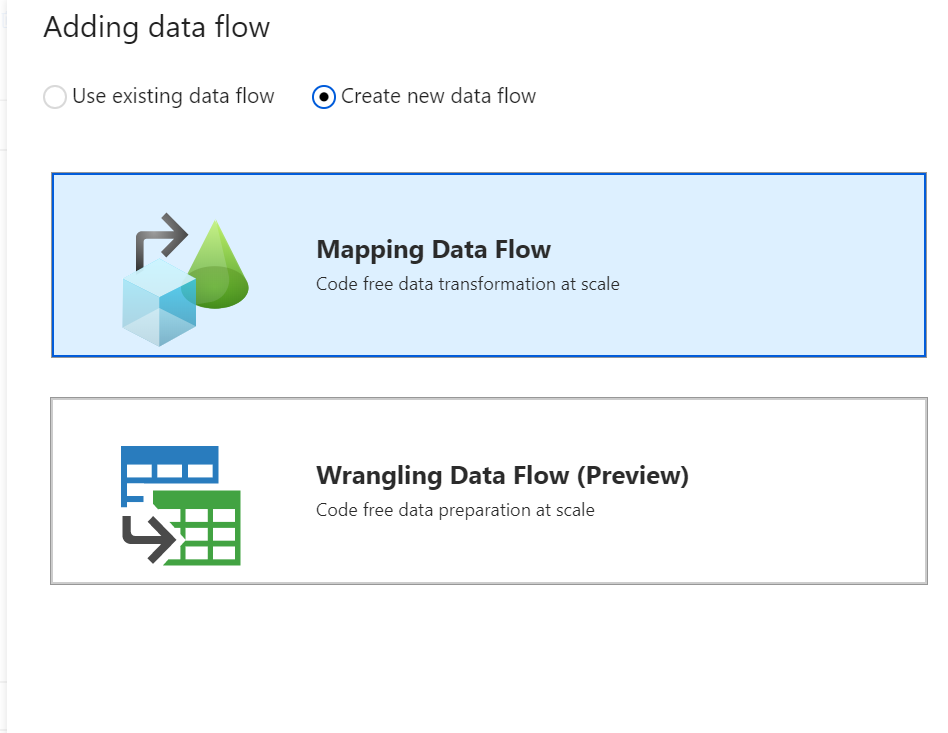 Adding data flow
Use existing data flow
Create new data flow
Mapping Data Flow
Code free data transformation at scale
Wrangling Data Flow (Preview)
Code free data preparation at scale